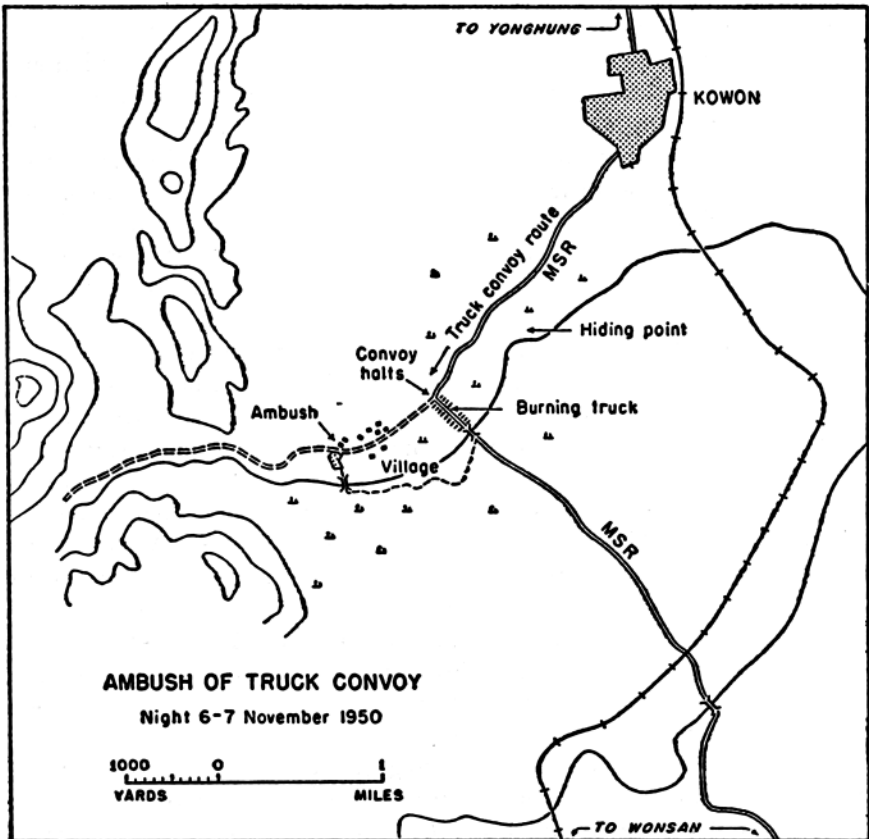 TO YONGHUNG
KOWON
Truck convoy route
MSR
Hiding point
Convoy
halts
Burning truck
Ambush
Village
MSR
AMBUSH OF TRUCK CONVOY
Night 6-7 November 1950
1000 0 1
YARDS MILES
TO WONSAN